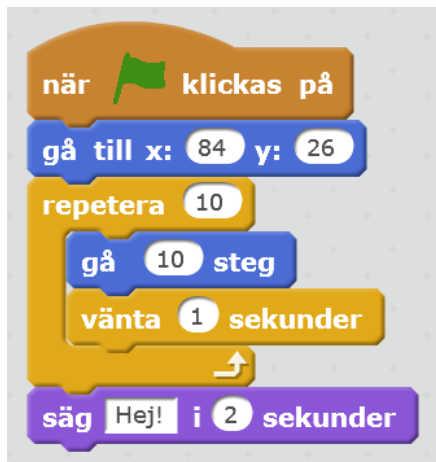 när klickas på
gå till x: 84 y: 26
repetera 10
gå 10 steg
vänta 1 sekunder
säg Hej! i 2 sekunder